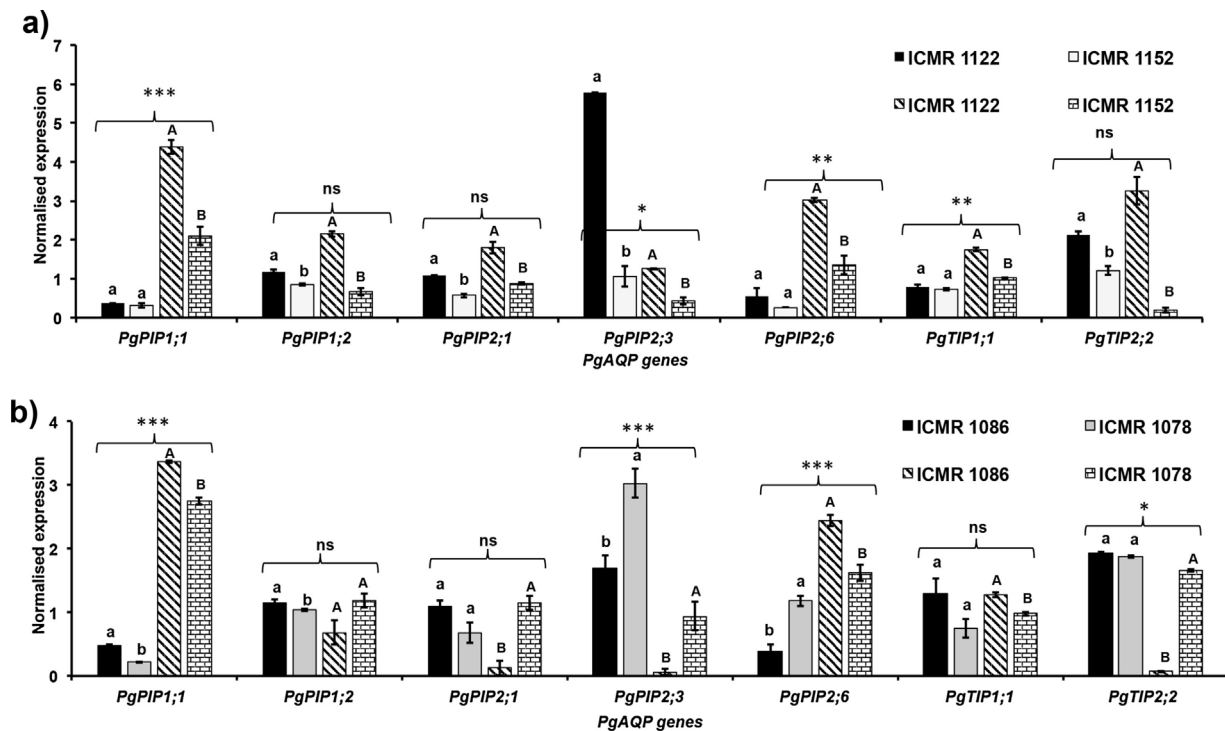 a)
Normalised expression
7
6
5
4
3
2
1
0
ICMR 1122 ICMR 1152
ICMR 1122 ICMR 1152
*** ns ns * ** ** ns
a a A B
a b A B
a b A B
a b A B
a a A B
a a A B
a b A B
PgPIP1;1 PgPIP1;2 PgPIP2;1 PgPIP2;3 PgPIP2;6 PgTIP1;1 PgTIP2;2
PgAQP genes
b)
Normalised expression
4
3
2
1
0
ICMR 1086 ICMR 1078
ICMR 1086 ICMR 1078
*** ns ns *** *** ns *
a b A B
a b A A
a a B A
b a B A
b a A B
a a A B
a a B A
PgPIP1;1 PgPIP1;2 PgPIP2;1 PgPIP2;3 PgPIP2;6 PgTIP1;1 PgTIP2;2
PgAQP genes